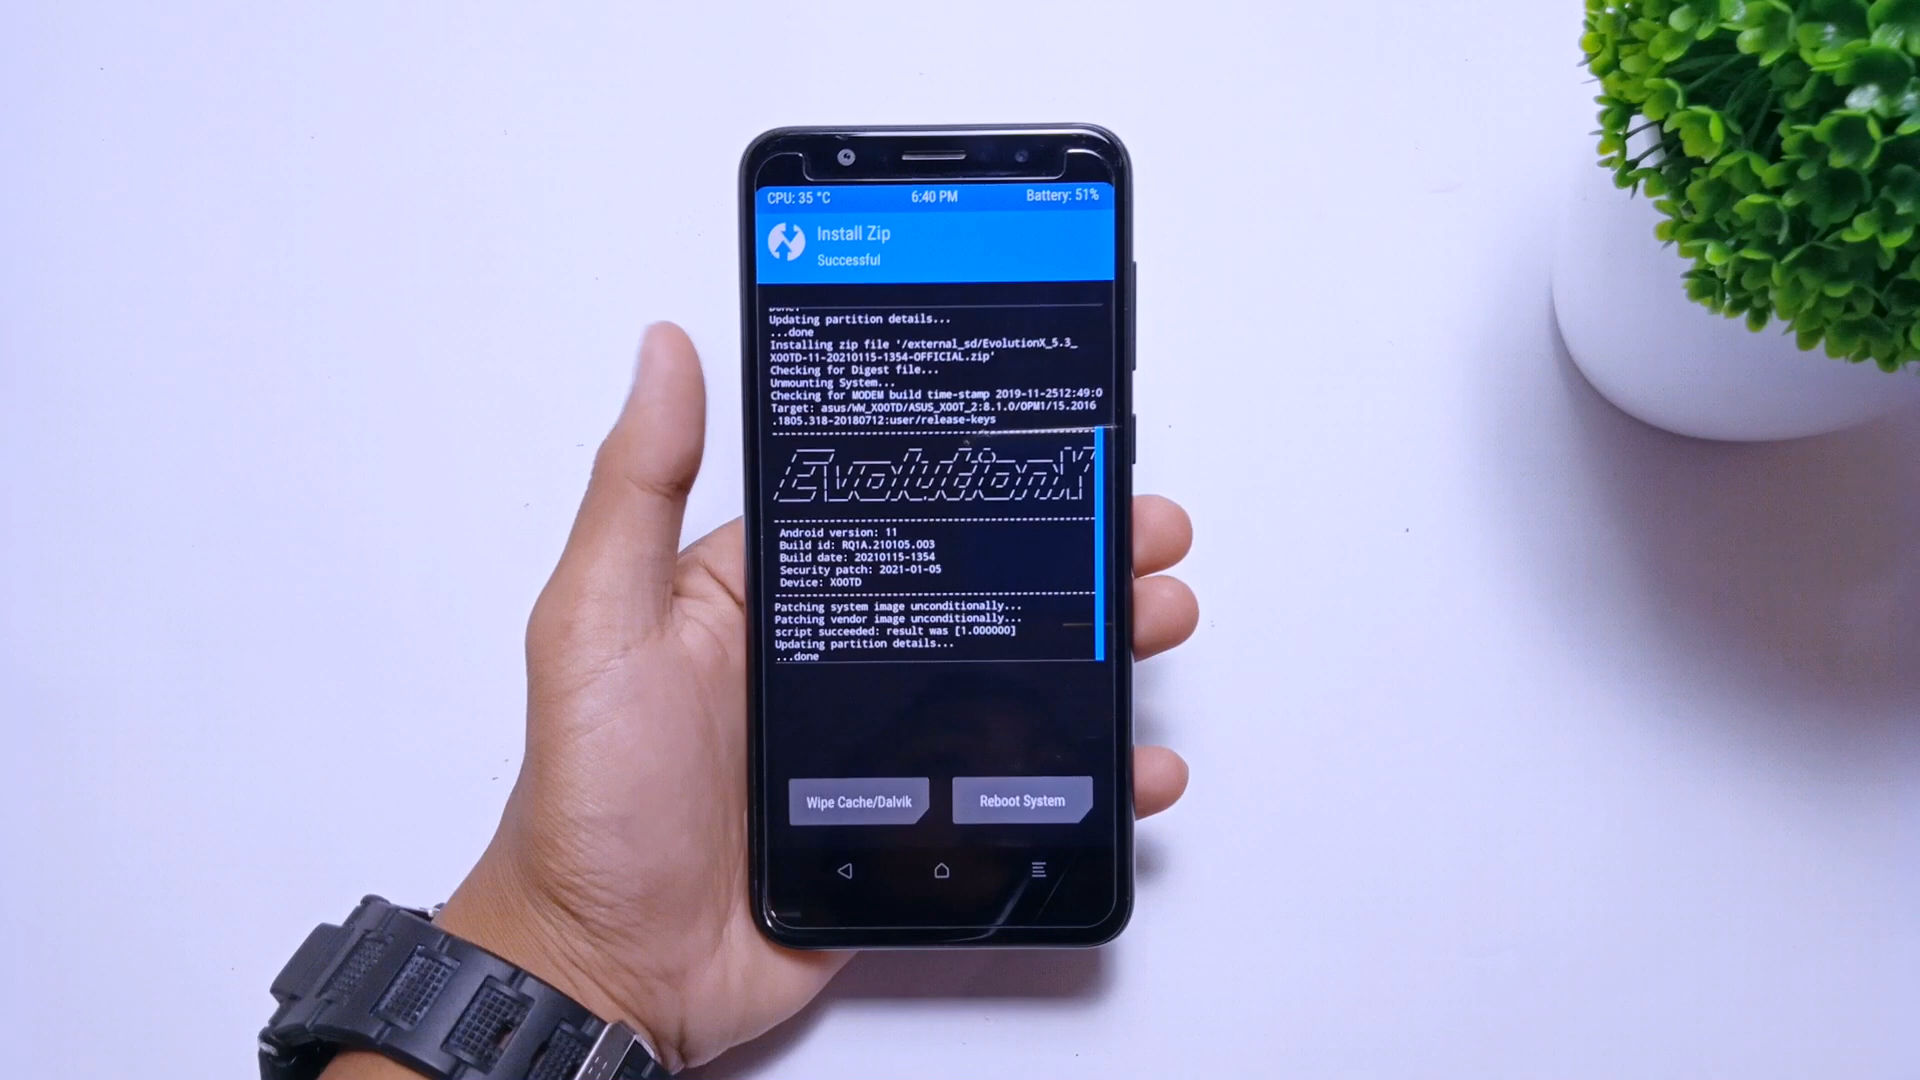 CPU: 35 °C 6:40 PM Battery: 51%
Install Zip
Successful
Done.
Updating partition details...
...done
Installing zip file '/external_sd/EvolutionX_5.3_
X00TD-11-20210115-1354-OFFICIAL.zip'
Checking for Digest file...
Unmounting System...
Checking for MODEM build time-stamp 2019-11-2512:49:0
Target: asus/WW_X00TD/ASUS_X00T_2:8.1.0/OPM1/15.2016
.1805.318-20180712:user/release-keys
EvolutionX
Android version: 11
Build id: RQ1A.210105.003
Build date: 20210115-1354
Security patch: 2021-01-05
Device: X00TD
Patching system image unconditionally...
Patching vendor image unconditionally...
script succeeded: result was [1.000000]
Updating partition details...
...done
Wipe Cache/Dalvik Reboot System